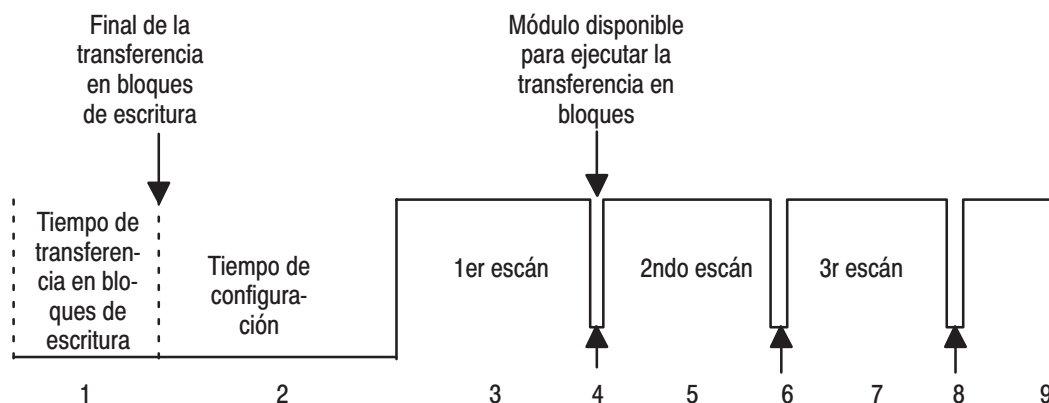 Final de la
transferencia
en bloques
de escritura
Módulo disponible
para ejecutar la
transferencia en
bloques
Tiempo de
transferen-
cia en blo-
ques de
escritura
Tiempo de
configura-
ción
1er escán
2ndo escán
3r escán
1 2 3 4 5 6 7 8 9